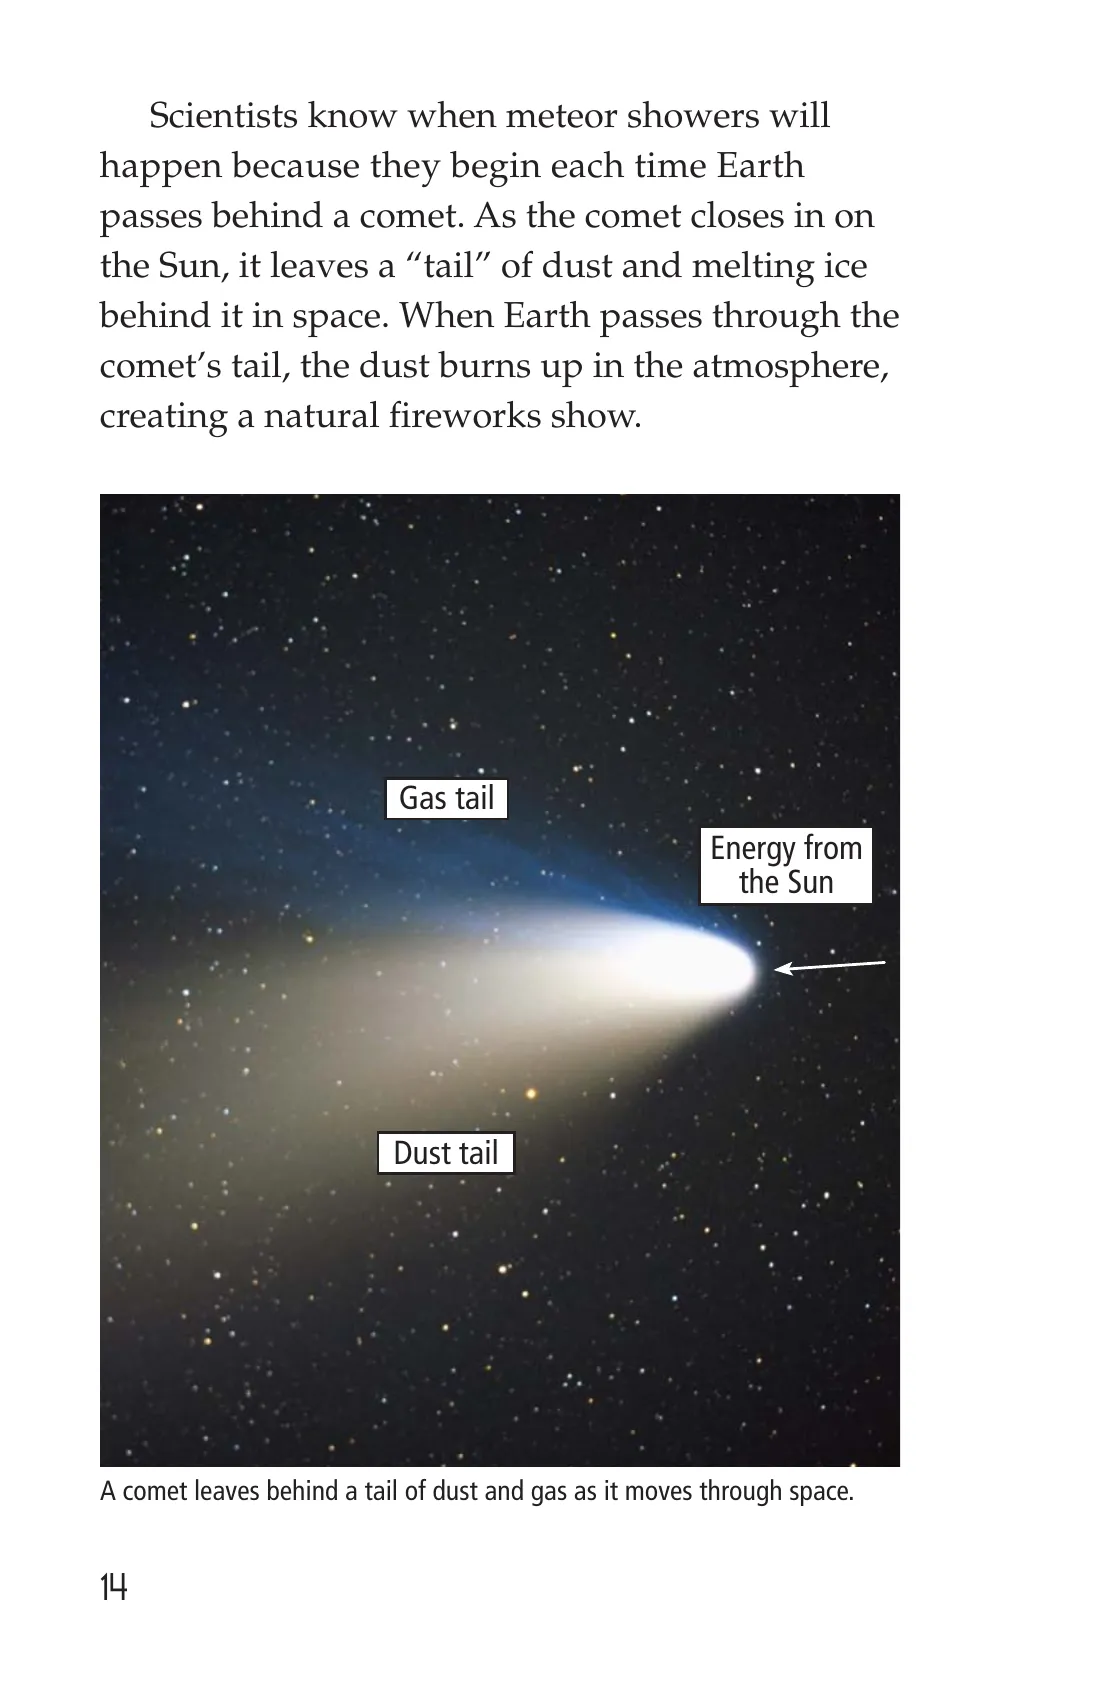 Scientists know when meteor showers will
happen because they begin each time Earth
passes behind a comet. As the comet closes in on
the Sun, it leaves a “tail” of dust and melting ice
behind it in space. When Earth passes through the
comet’s tail, the dust burns up in the atmosphere,
creating a natural fireworks show.
Gas tail
Energy from
the Sun
Dust tail
A comet leaves behind a tail of dust and gas as it moves through space.
14